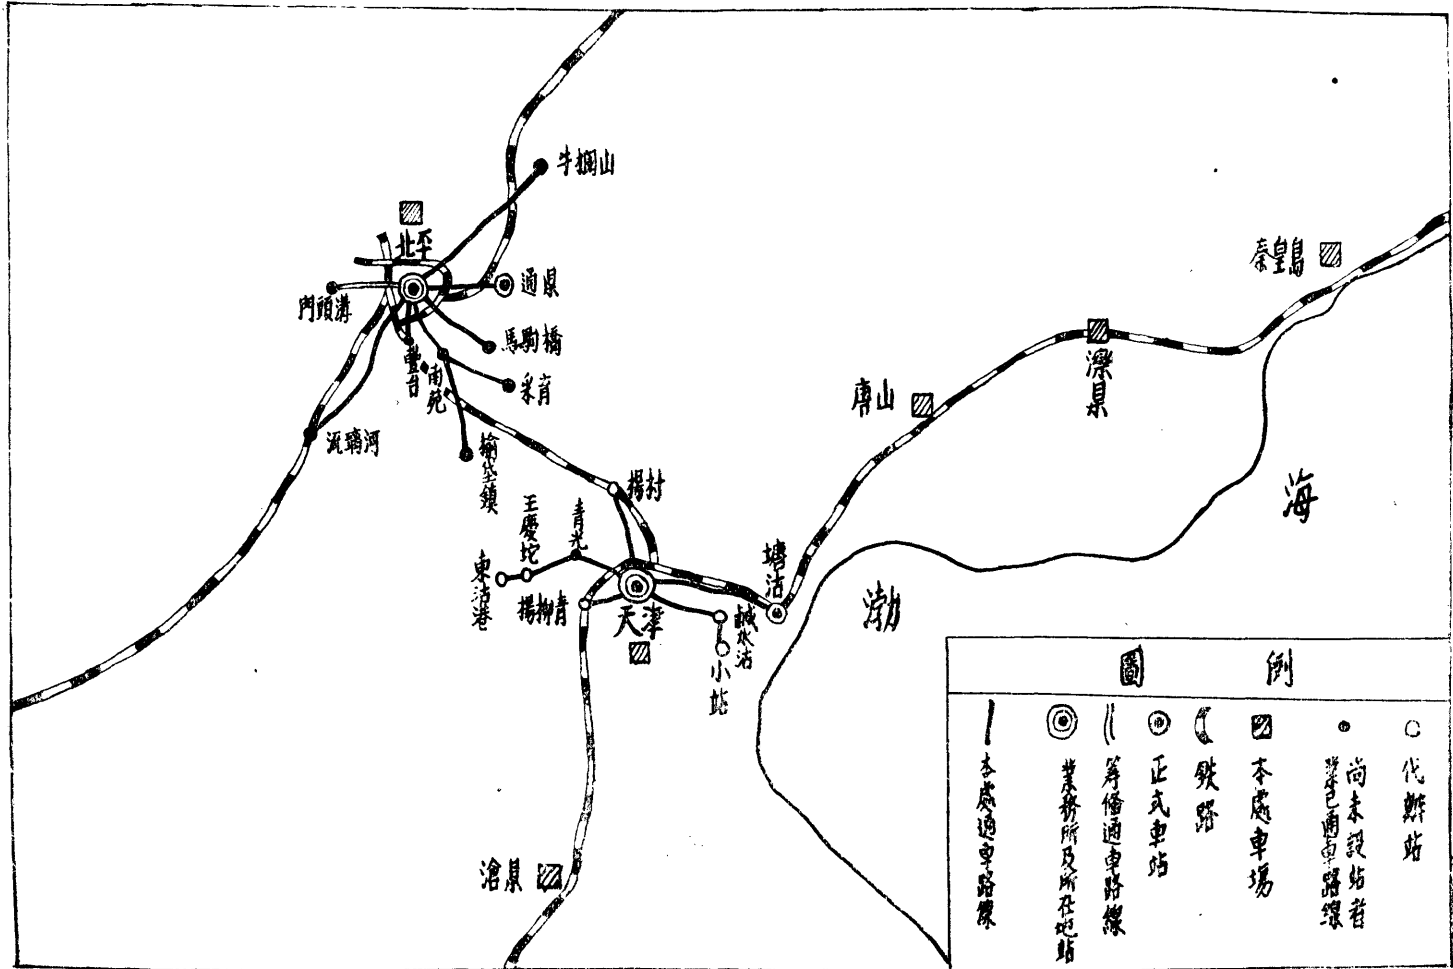 牛攔山
北平
通県
門頭溝
馬駒橋
豐台
南苑
采育
流璃河
榆垡鎮
秦皇島
灤県
唐山
楊村
王慶坨
青光
東沽港
楊柳青
天津
塘沽
鹹水沽
小站
渤
海
滄県
圖例
代辦站
尚未設站者
業已通車路線
本處車場
鉄路
正式車站
筹備通車路線
業務所及所在地站
本處通車路線